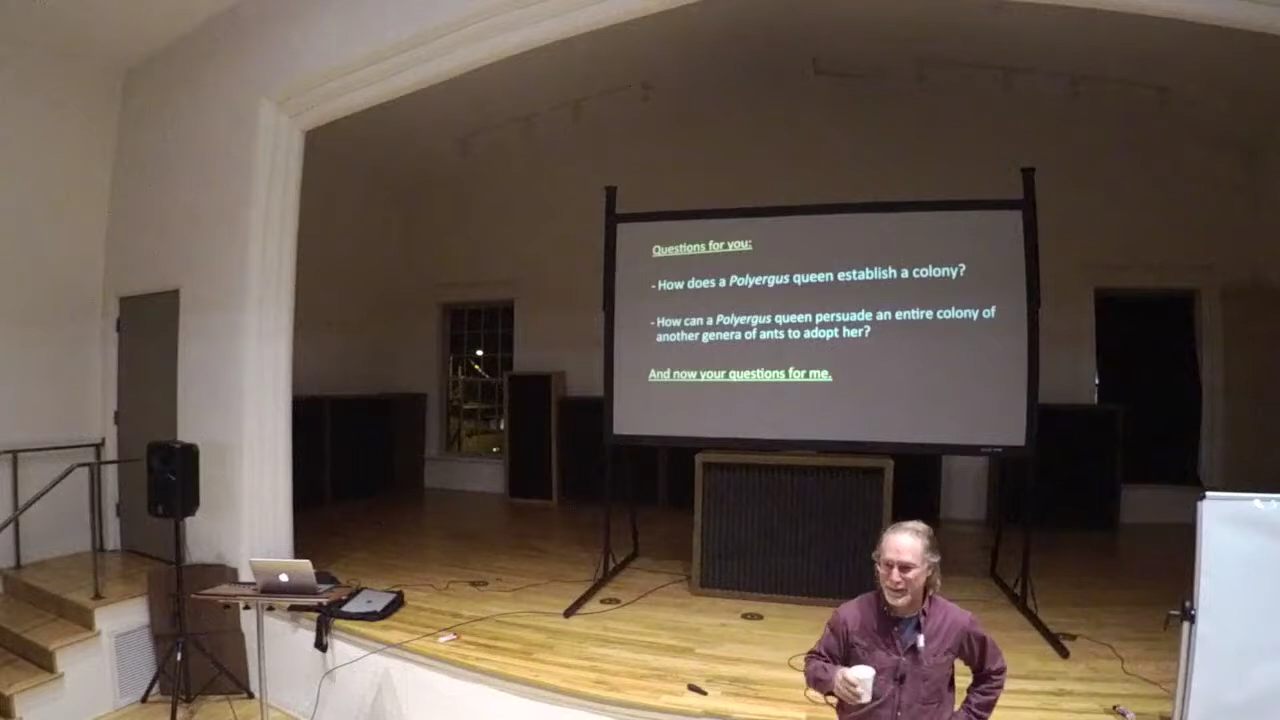 Questions for you:
- How does a Polyergus queen establish a colony?
- How can a Polyergus queen persuade an entire colony of
another genera of ants to adopt her?
And now your questions for me.